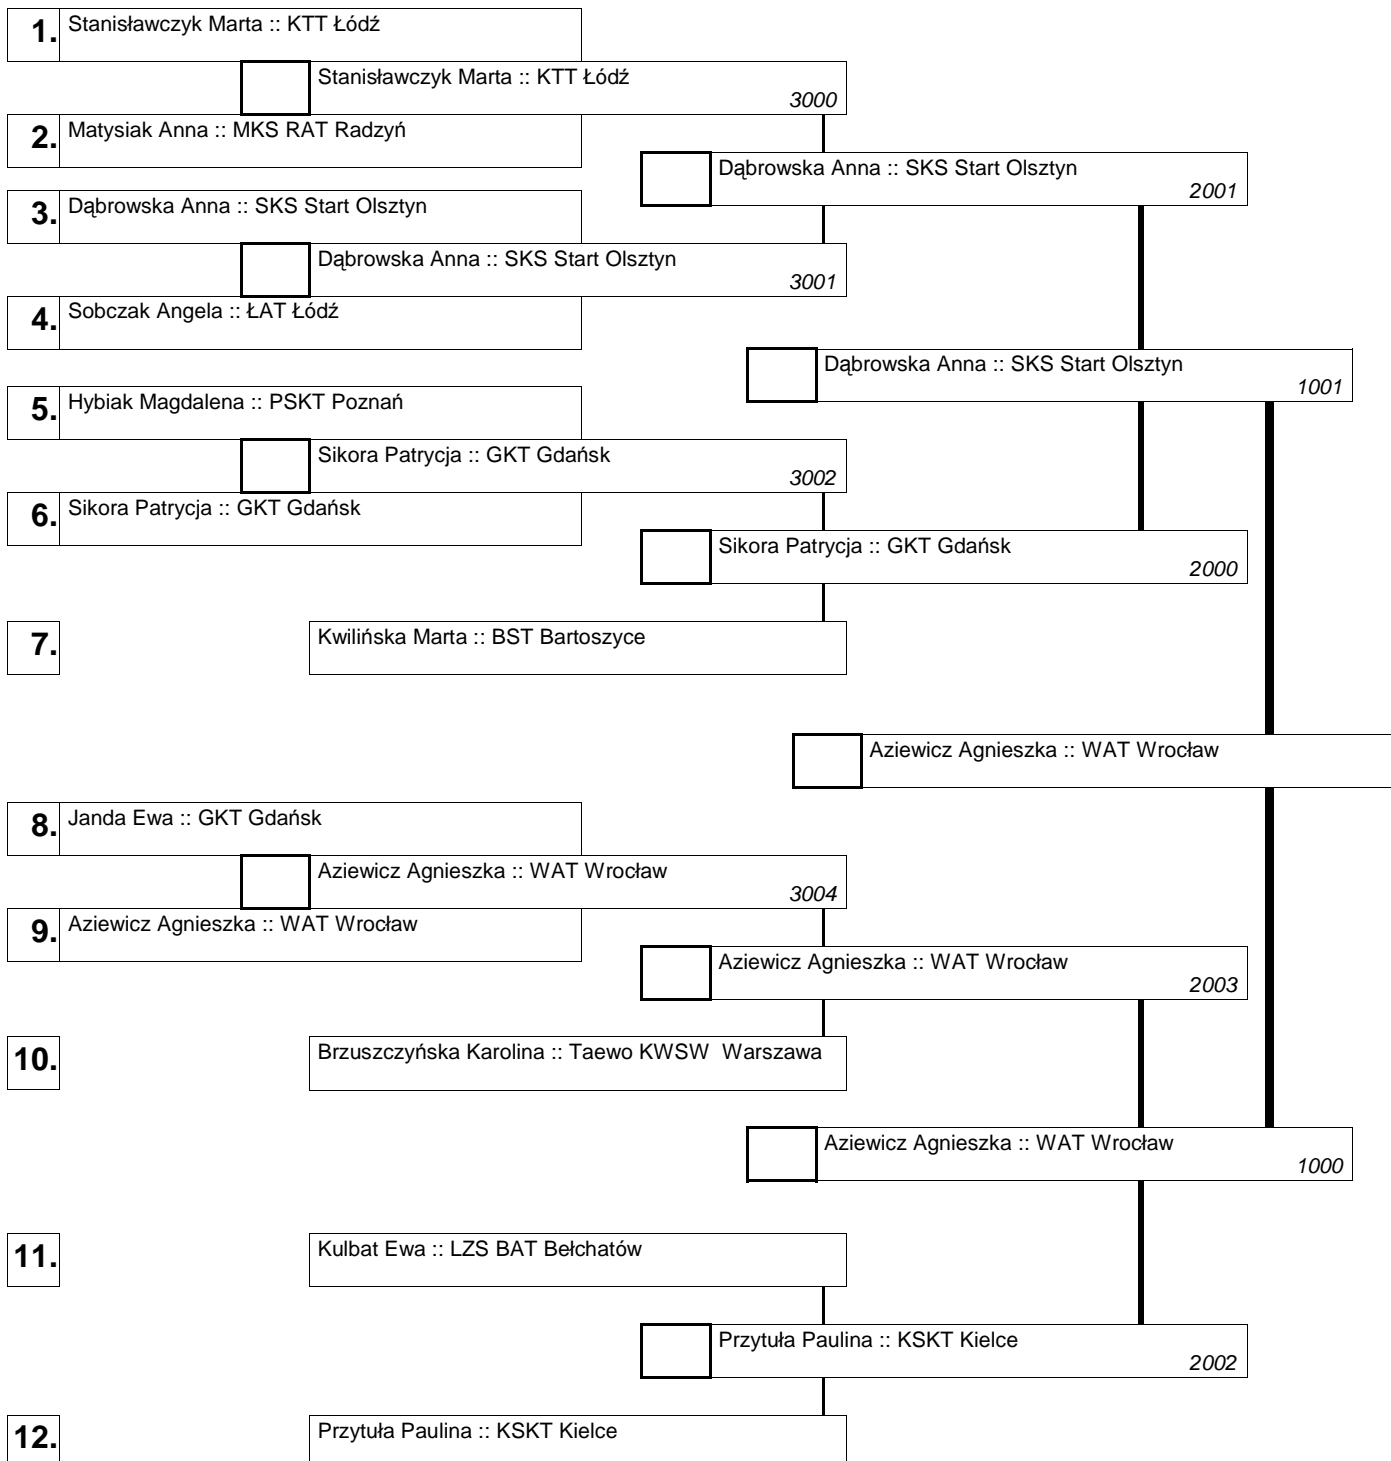 1. Stanisławczyk Marta :: KTT Łódź
Stanisławczyk Marta :: KTT Łódź
3000
2. Matysiak Anna :: MKS RAT Radzyń
Dąbrowska Anna :: SKS Start Olsztyn
2001
3. Dąbrowska Anna :: SKS Start Olsztyn
Dąbrowska Anna :: SKS Start Olsztyn
3001
4. Sobczak Angela :: ŁAT Łódź
Dąbrowska Anna :: SKS Start Olsztyn
1001
5. Hybiak Magdalena :: PSKT Poznań
Sikora Patrycja :: GKT Gdańsk
3002
6. Sikora Patrycja :: GKT Gdańsk
Sikora Patrycja :: GKT Gdańsk
2000
7. Kwilińska Marta :: BST Bartoszyce
Aziewicz Agnieszka :: WAT Wrocław
8. Janda Ewa :: GKT Gdańsk
Aziewicz Agnieszka :: WAT Wrocław
3004
9. Aziewicz Agnieszka :: WAT Wrocław
Aziewicz Agnieszka :: WAT Wrocław
2003
10. Brzuszczyńska Karolina :: Taewo KWSW  Warszawa
Aziewicz Agnieszka :: WAT Wrocław
1000
11. Kulbat Ewa :: LZS BAT Bełchatów
Przytuła Paulina :: KSKT Kielce
2002
12. Przytuła Paulina :: KSKT Kielce